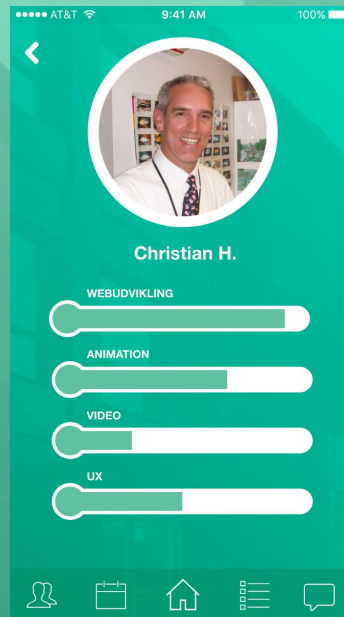 AT&T 9:41 AM 100%
Christian H.
WEBUDVIKLING
ANIMATION
VIDEO
UX